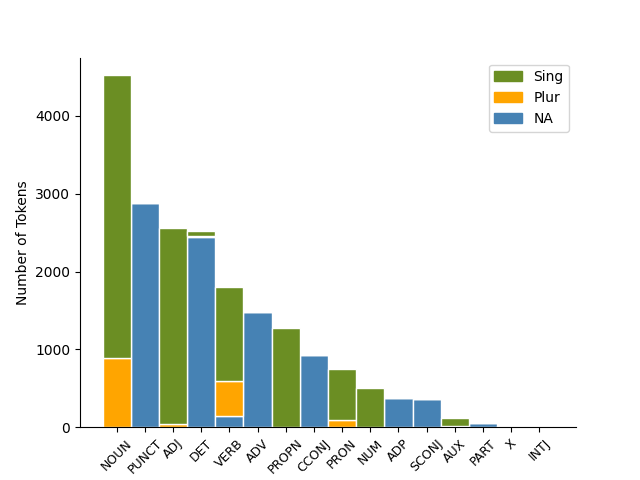 Sing
Plur
NA
Number of Tokens
4000
3000
2000
1000
0
NOUN
PUNCT
ADJ
DET
VERB
ADV
PROPN
CCONJ
PRON
NUM
ADP
SCONJ
AUX
PART
X
INTJ